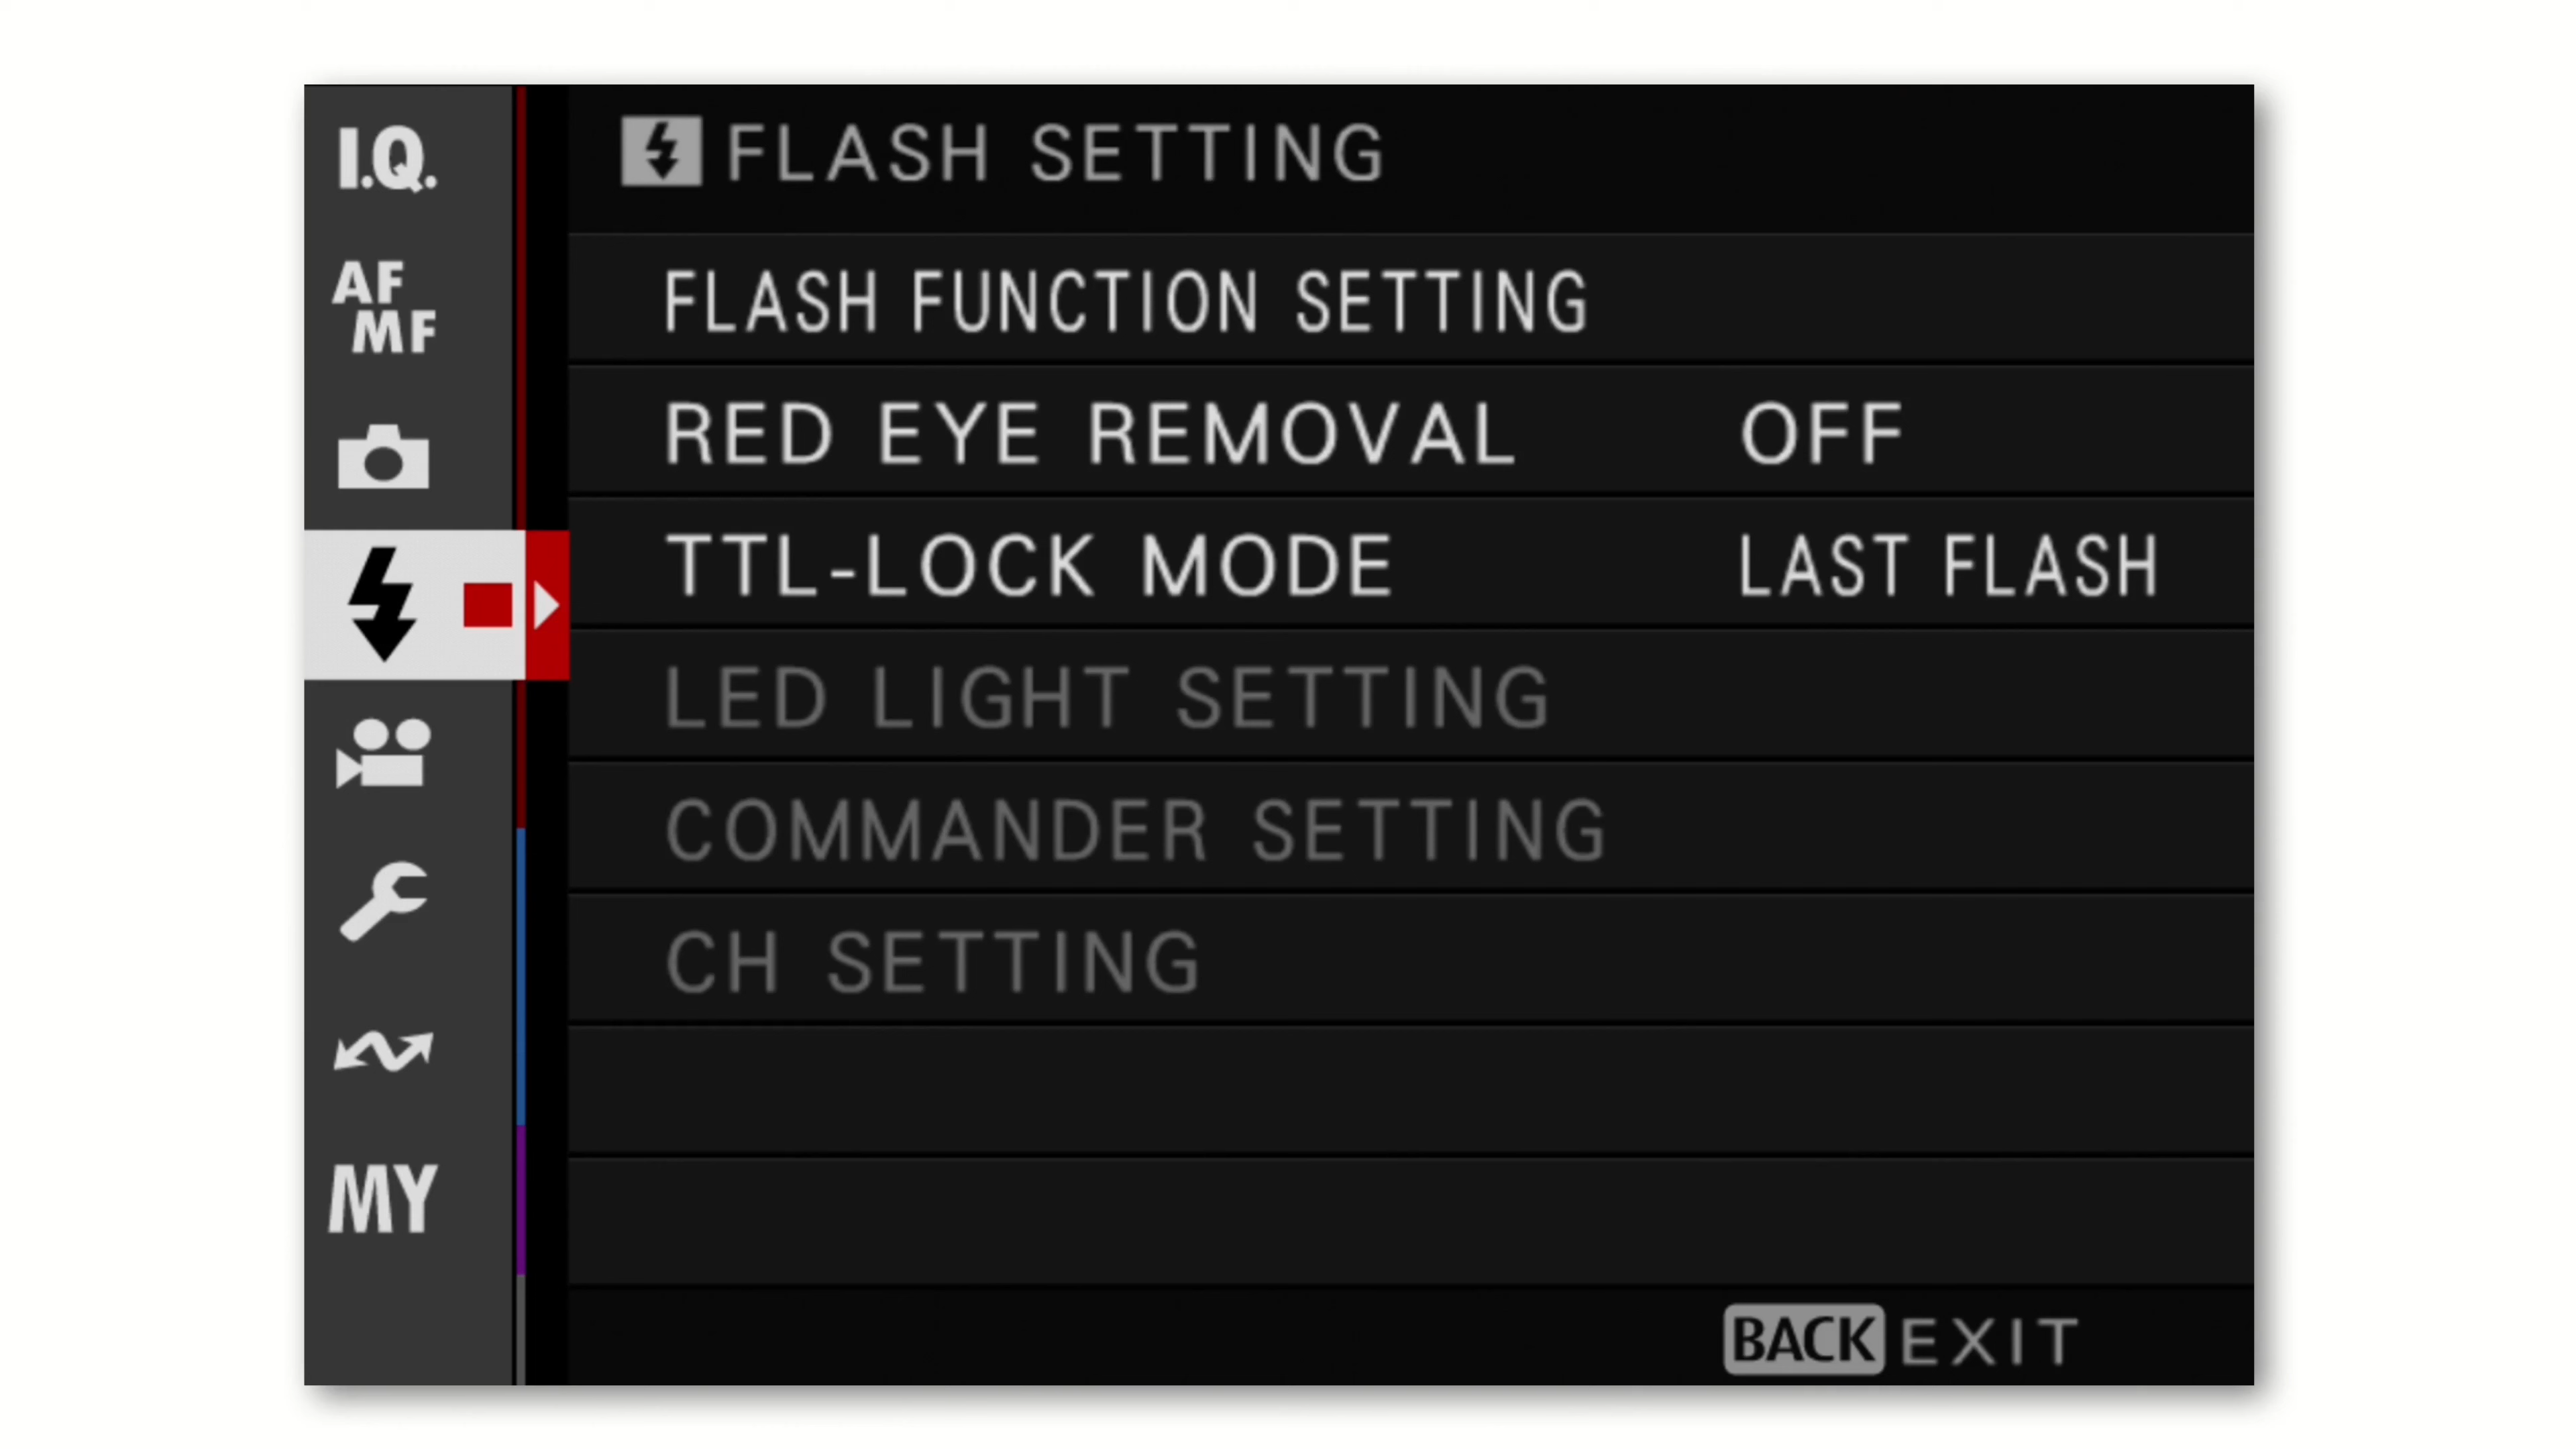 I.Q.
AF
MF
MY
FLASH SETTING
FLASH FUNCTION SETTING
RED EYE REMOVAL OFF
TTL-LOCK MODE LAST FLASH
LED LIGHT SETTING
COMMANDER SETTING
CH SETTING
BACK EXIT